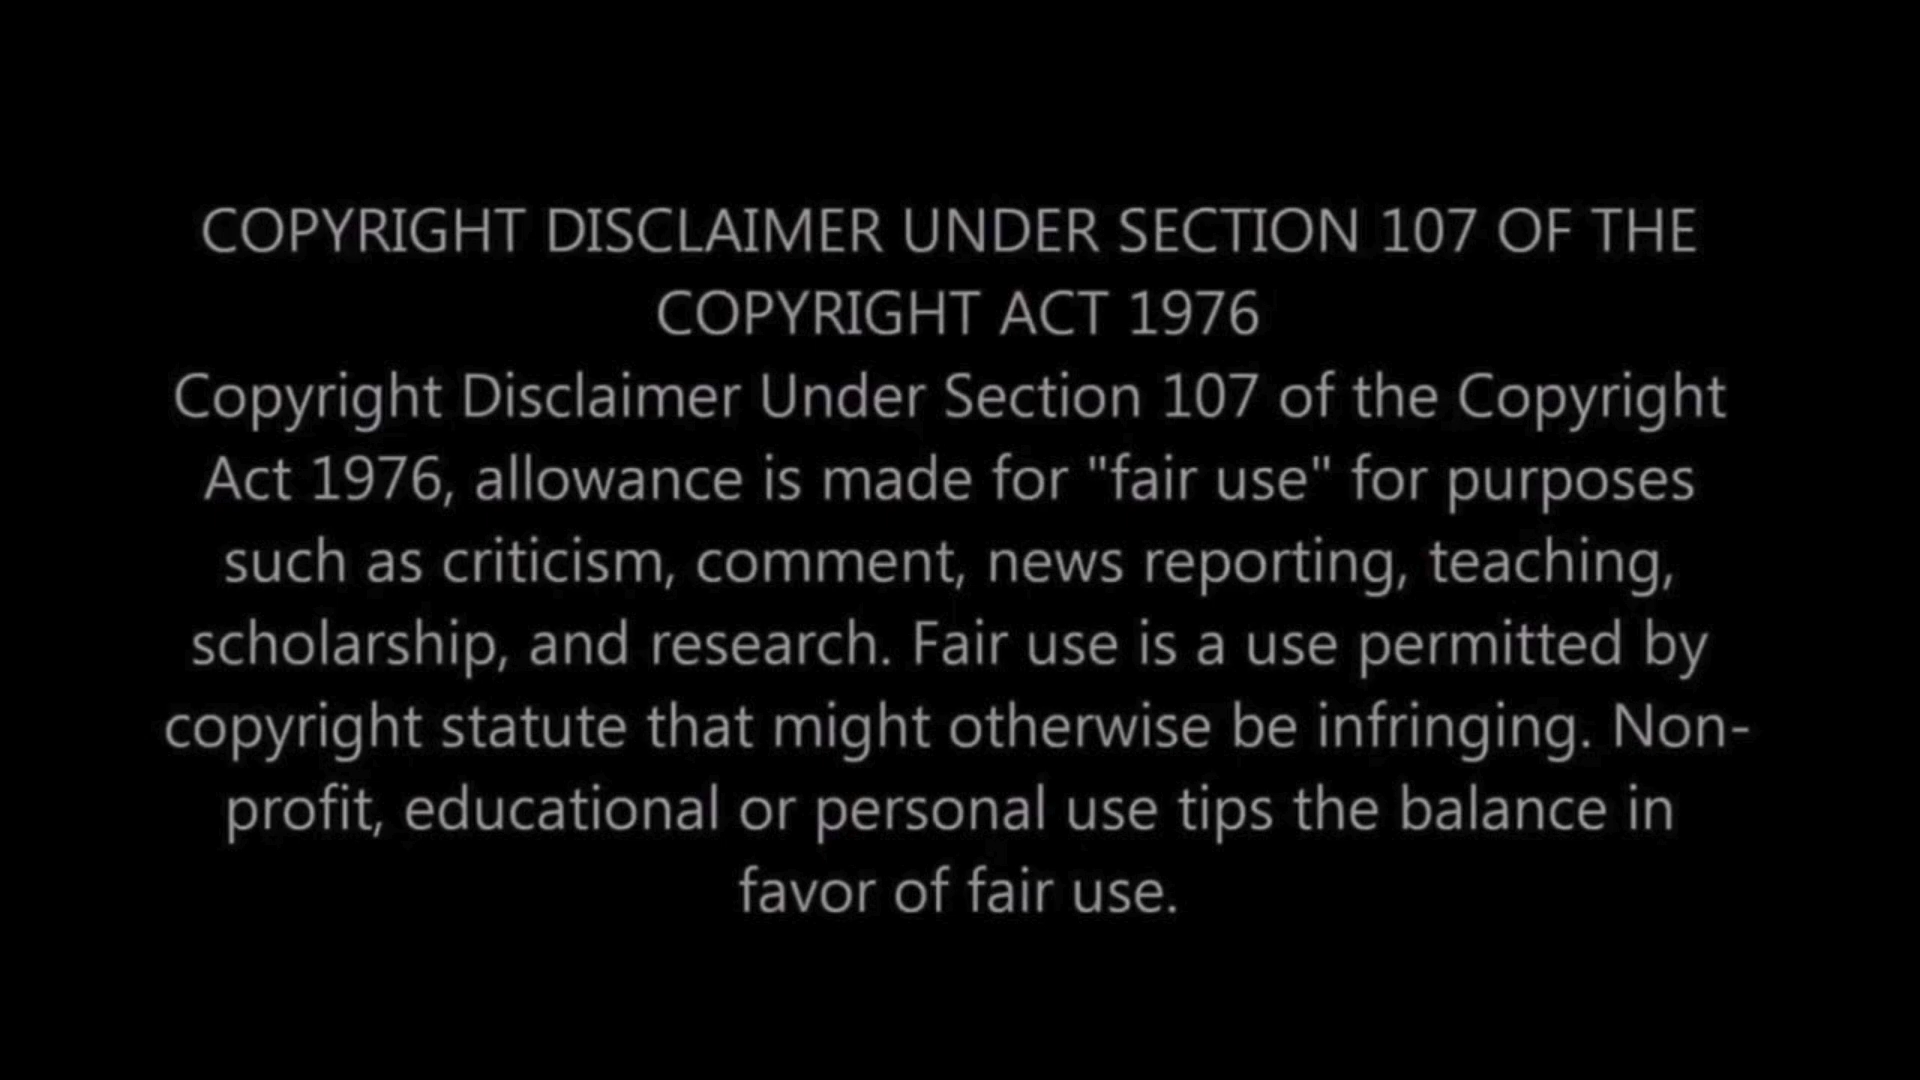 COPYRIGHT DISCLAIMER UNDER SECTION 107 OF THE
COPYRIGHT ACT 1976
Copyright Disclaimer Under Section 107 of the Copyright
Act 1976, allowance is made for "fair use" for purposes
such as criticism, comment, news reporting, teaching,
scholarship, and research. Fair use is a use permitted by
copyright statute that might otherwise be infringing. Non-
profit, educational or personal use tips the balance in
favor of fair use.